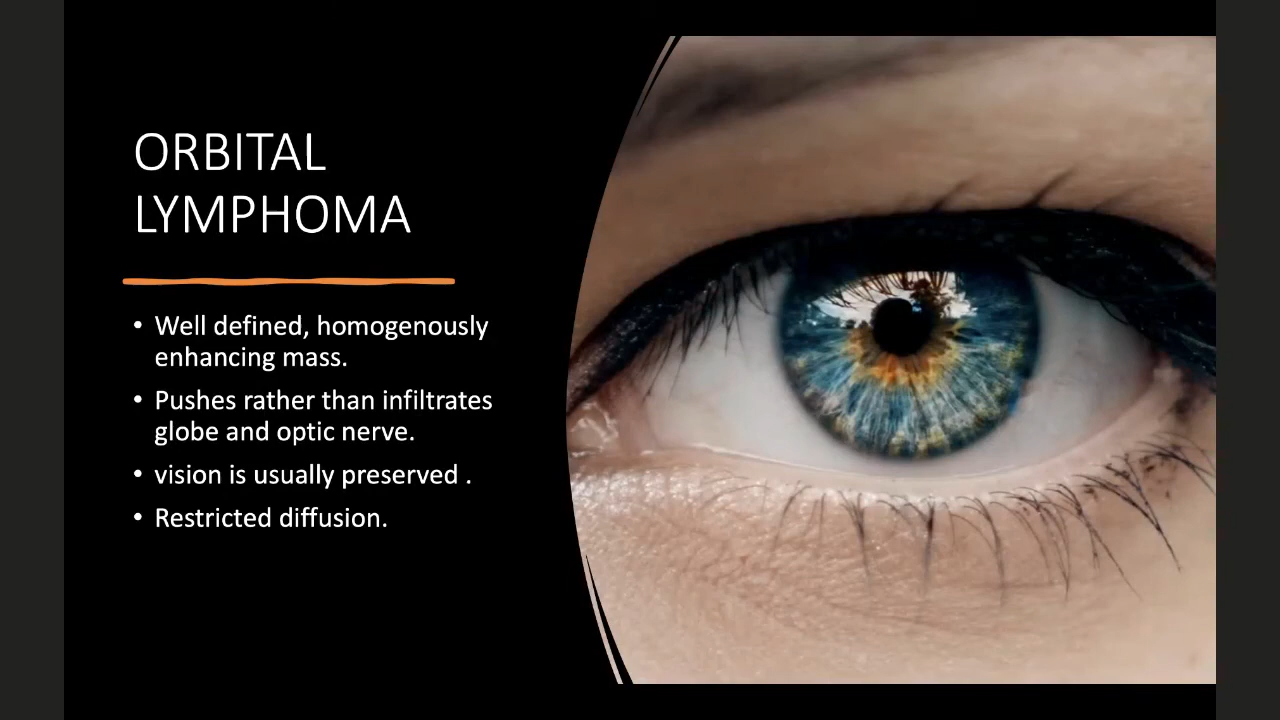 ORBITAL
LYMPHOMA
• Well defined, homogenously
enhancing mass.
• Pushes rather than infiltrates
globe and optic nerve.
• vision is usually preserved .
• Restricted diffusion.